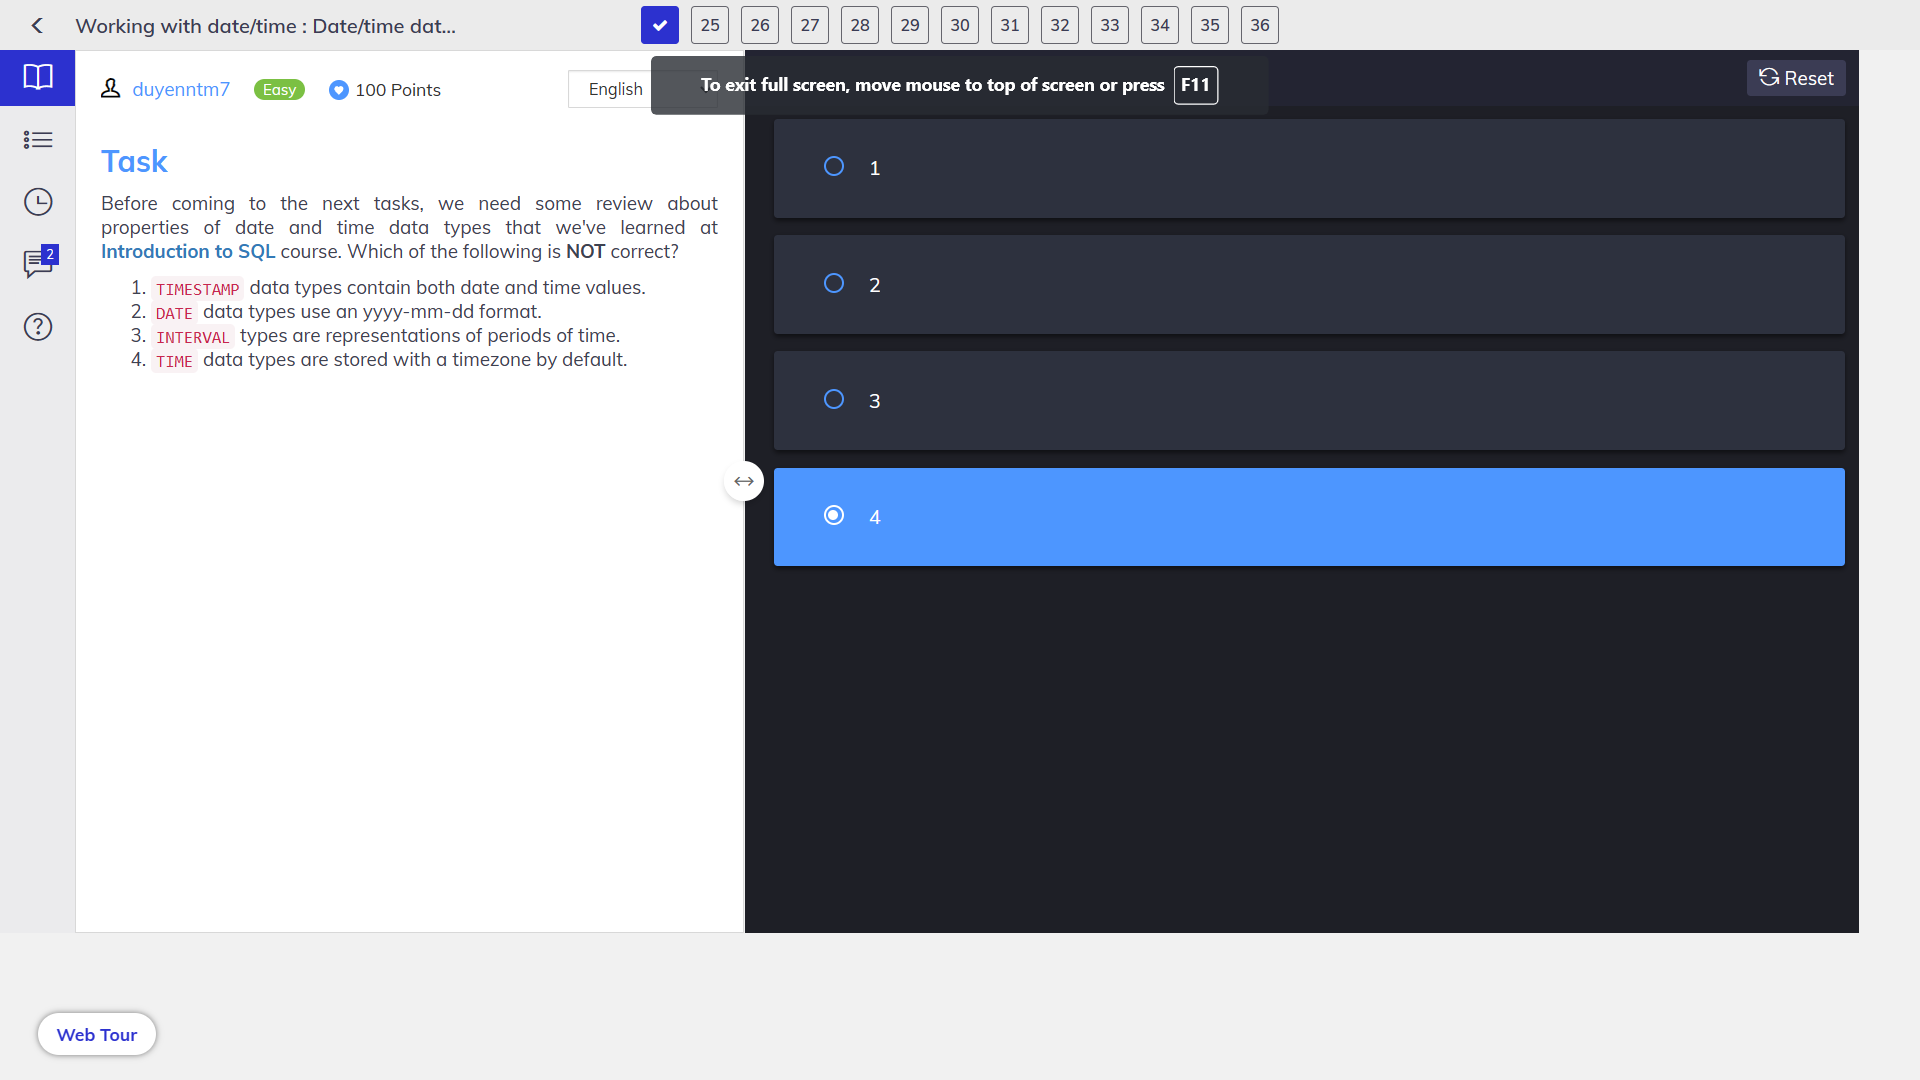 Working with date/time : Date/time dat...
25 26 27 28 29 30 31 32 33 34 35 36
duyenntm7 Easy 100 Points English
To exit full screen, move mouse to top of screen or press F11
Reset
2
Task
Before coming to the next tasks, we need some review about
properties of date and time data types that we've learned at
Introduction to SQL course. Which of the following is NOT correct?
1. TIMESTAMP data types contain both date and time values.
2. DATE data types use an yyyy-mm-dd format.
3. INTERVAL types are representations of periods of time.
4. TIME data types are stored with a timezone by default.
1
2
3
4
Web Tour